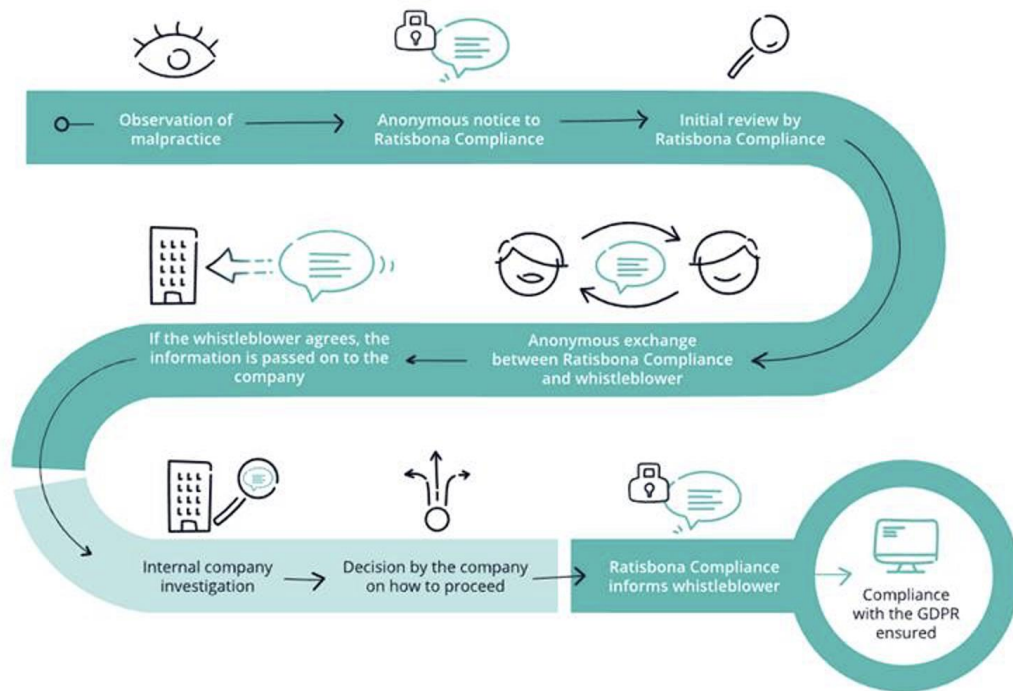 Observation of
malpractice
Anonymous notice to
Ratisbona Compliance
Initial review by
Ratisbona Compliance
Anonymous exchange
between Ratisbona Compliance
and whistleblower
If the whistleblower agrees, the
information is passed on to the
company
Internal company
investigation
Decision by the company
on how to proceed
Ratisbona Compliance
informs whistleblower
Compliance
with the GDPR
ensured